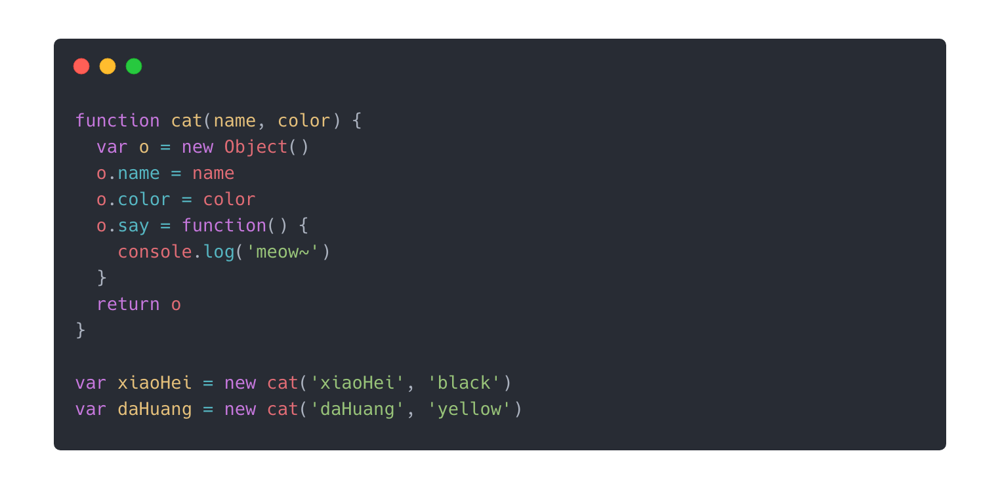 function cat(name, color) {
  var o = new Object()
  o.name = name
  o.color = color
  o.say = function() {
    console.log('meow~')
  }
  return o
}

var xiaoHei = new cat('xiaoHei', 'black')
var daHuang = new cat('daHuang', 'yellow')